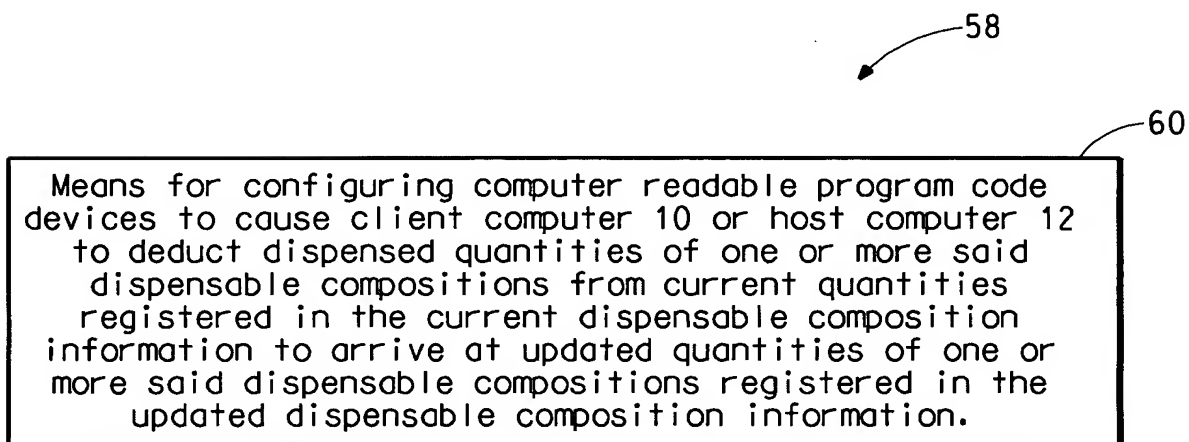 58
60
Means for configuring computer readable program code
devices to cause client computer 10 or host computer 12
to deduct dispensed quantities of one or more said
dispensable compositions from current quantities
registered in the current dispensable composition
information to arrive at updated quantities of one or
more said dispensable compositions registered in the
updated dispensable composition information.